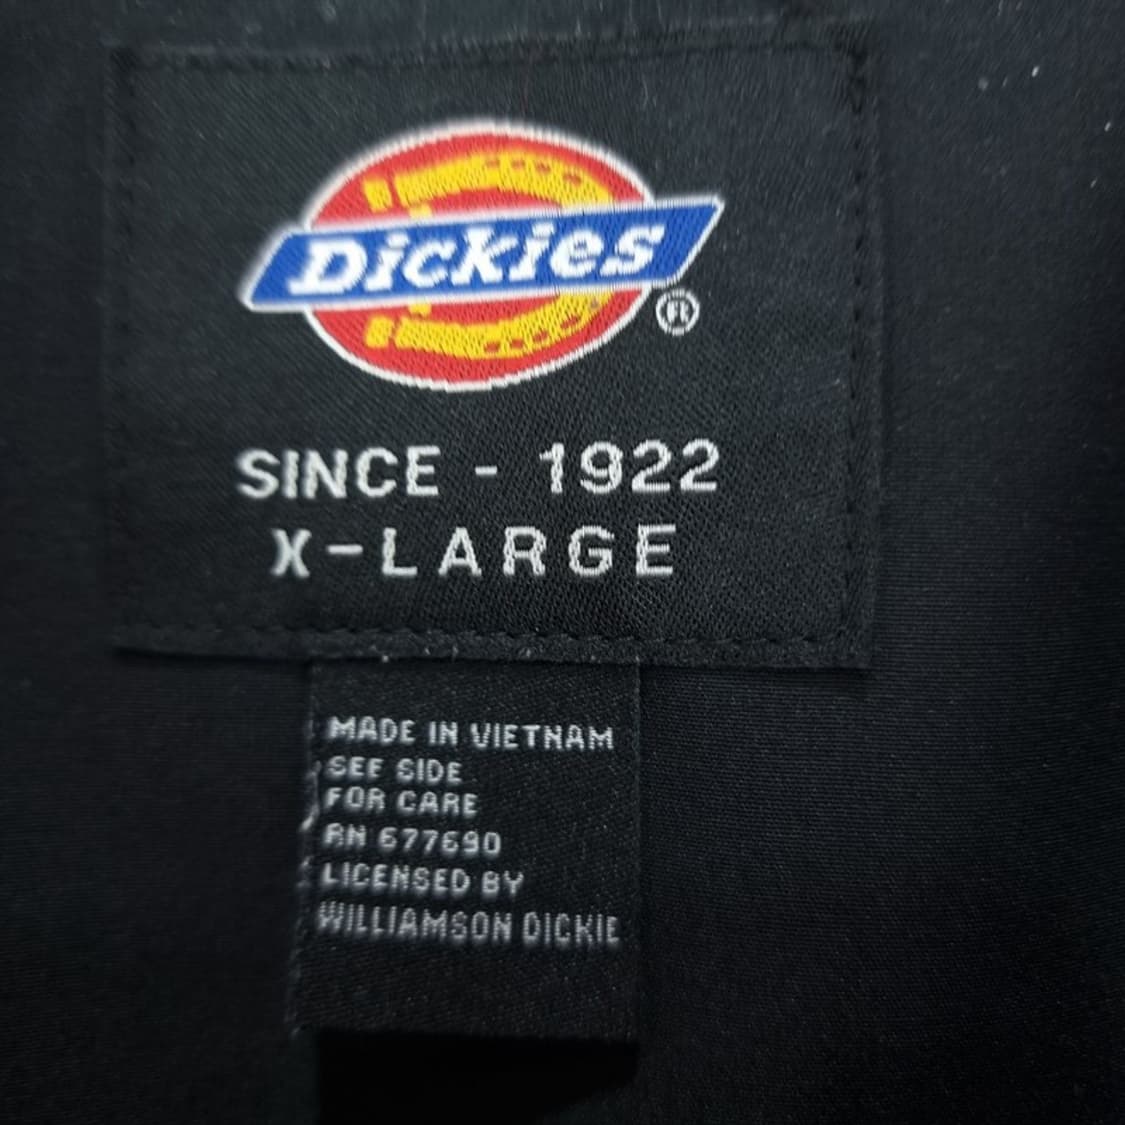 Dickies
®
SINCE - 1922
X-LARGE
MADE IN VIETNAM
SEE SIDE
FOR CARE
RN 677690
LICENSED BY
WILLIAMSON DICKIE